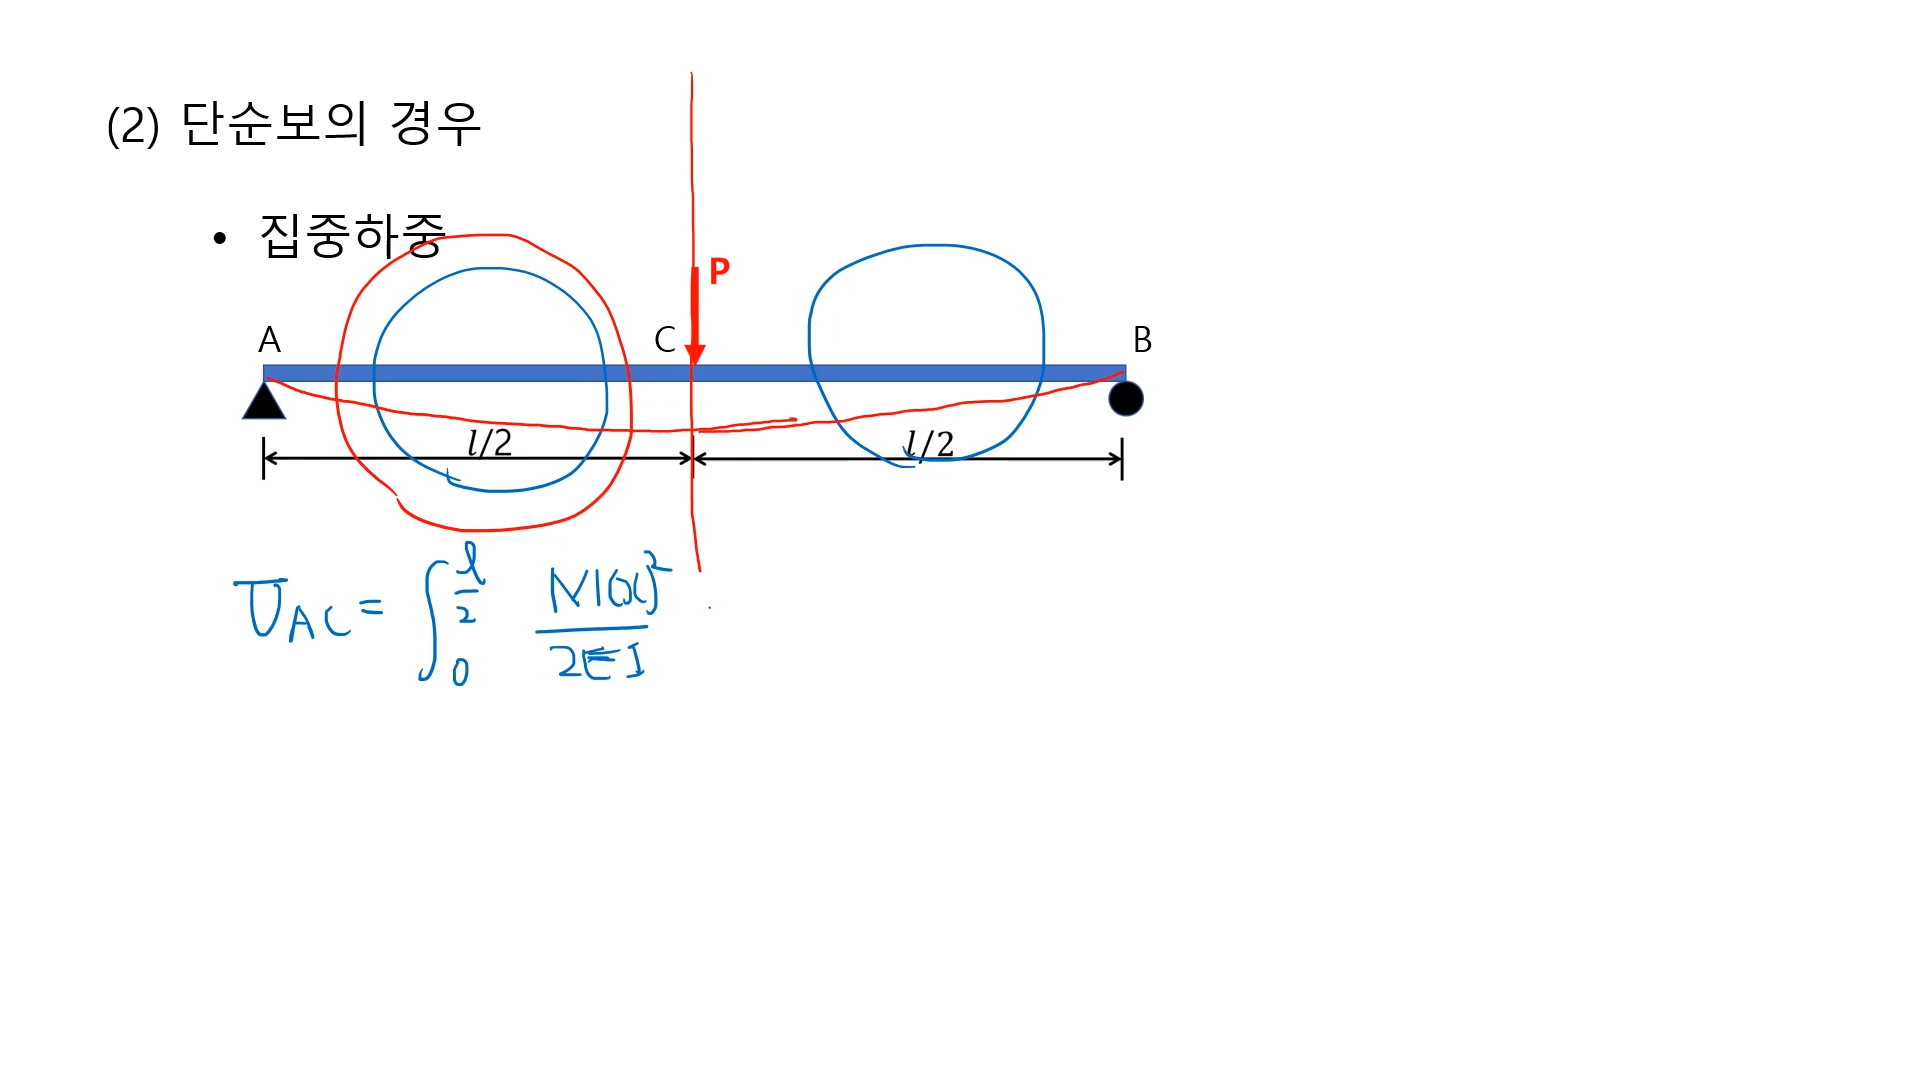 (2) 단순보의 경우
• 집중하중
P
A C B
l/2 l/2
U_AC = ∫_0^{l/2} M(x)²/2EI